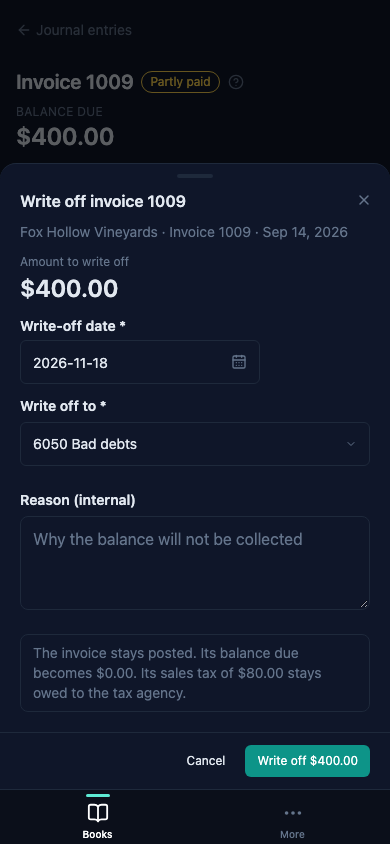 Journal entries
Invoice 1009 Partly paid ?
BALANCE DUE
$400.00
Write off invoice 1009
Fox Hollow Vineyards · Invoice 1009 · Sep 14, 2026
Amount to write off
$400.00
Write-off date *
2026-11-18
Write off to *
6050 Bad debts
Reason (internal)
Why the balance will not be collected
The invoice stays posted. Its balance due
becomes $0.00. Its sales tax of $80.00 stays
owed to the tax agency.
Cancel Write off $400.00
Books More